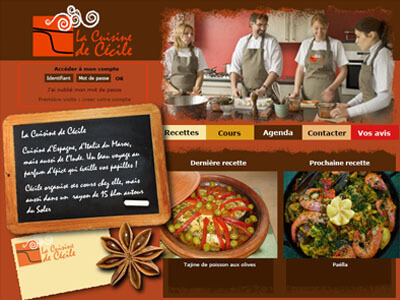 La Cuisine
de Cécile
Accéder à mon compte
Identifiant Mot de passe OK
J'ai oublié mon mot de passe
Première visite : créer votre compte
Recettes Cours Agenda Contacter Vos avis
La Cuisine de Cécile
Cuisine d'Espagne, d'Italie du Maroc,
mais aussi de l'Inde. Un beau voyage au
parfum d'épice qui éveille vos papilles !
Cécile organise ses cours chez elle, mais
aussi dans un rayon de 15 klm autour
du Soler
Dernière recette
Prochaine recette
Tajine de poisson aux olives
Paëlla
La Cuisine
de Cécile